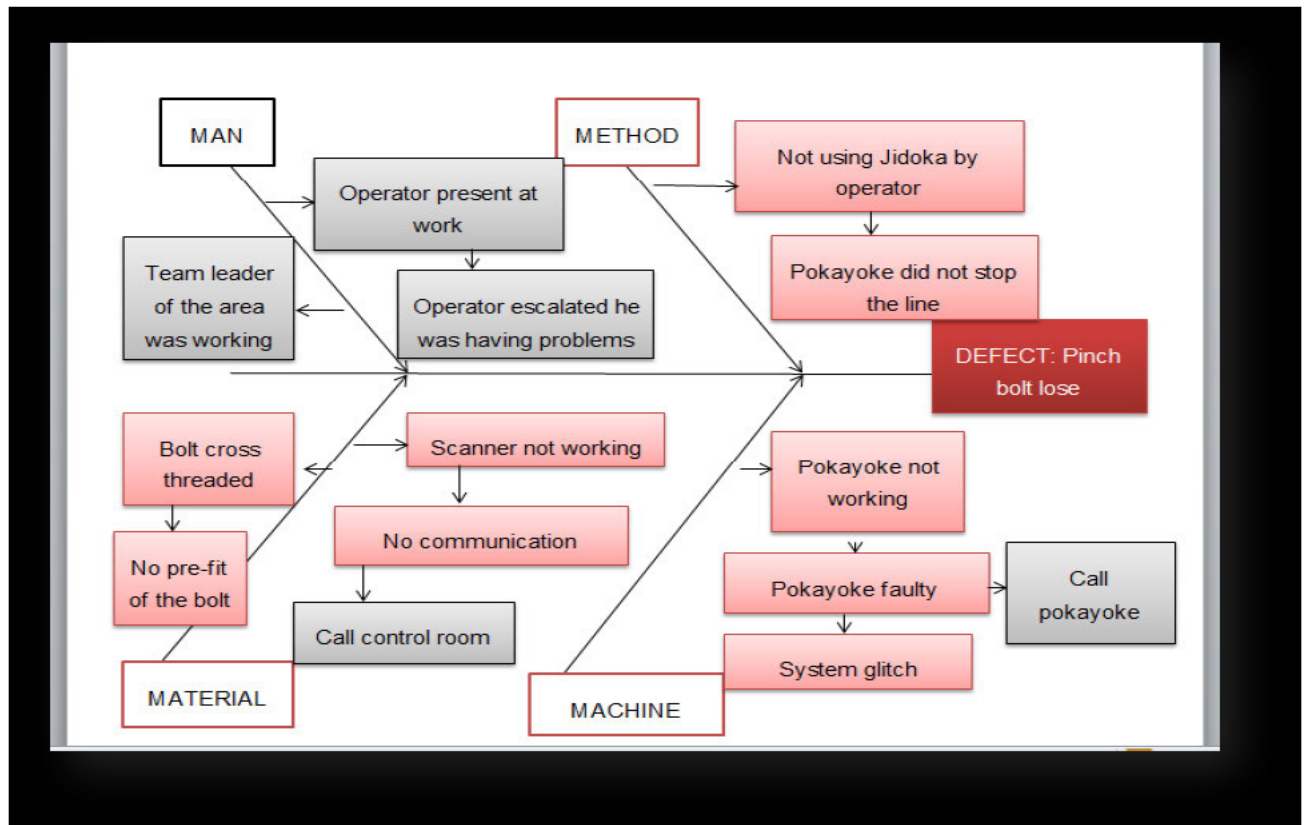 MAN
METHOD
Operator present at
work
Not using Jidoka by
operator
Team leader
of the area
was working
Operator escalated he
was having problems
Pokayoke did not stop
the line
DEFECT: Pinch
bolt lose
Bolt cross
threaded
No pre-fit
of the bolt
Scanner not working
No communication
Call control room
Pokayoke not
working
Pokayoke faulty
Call
pokayoke
System glitch
MATERIAL
MACHINE